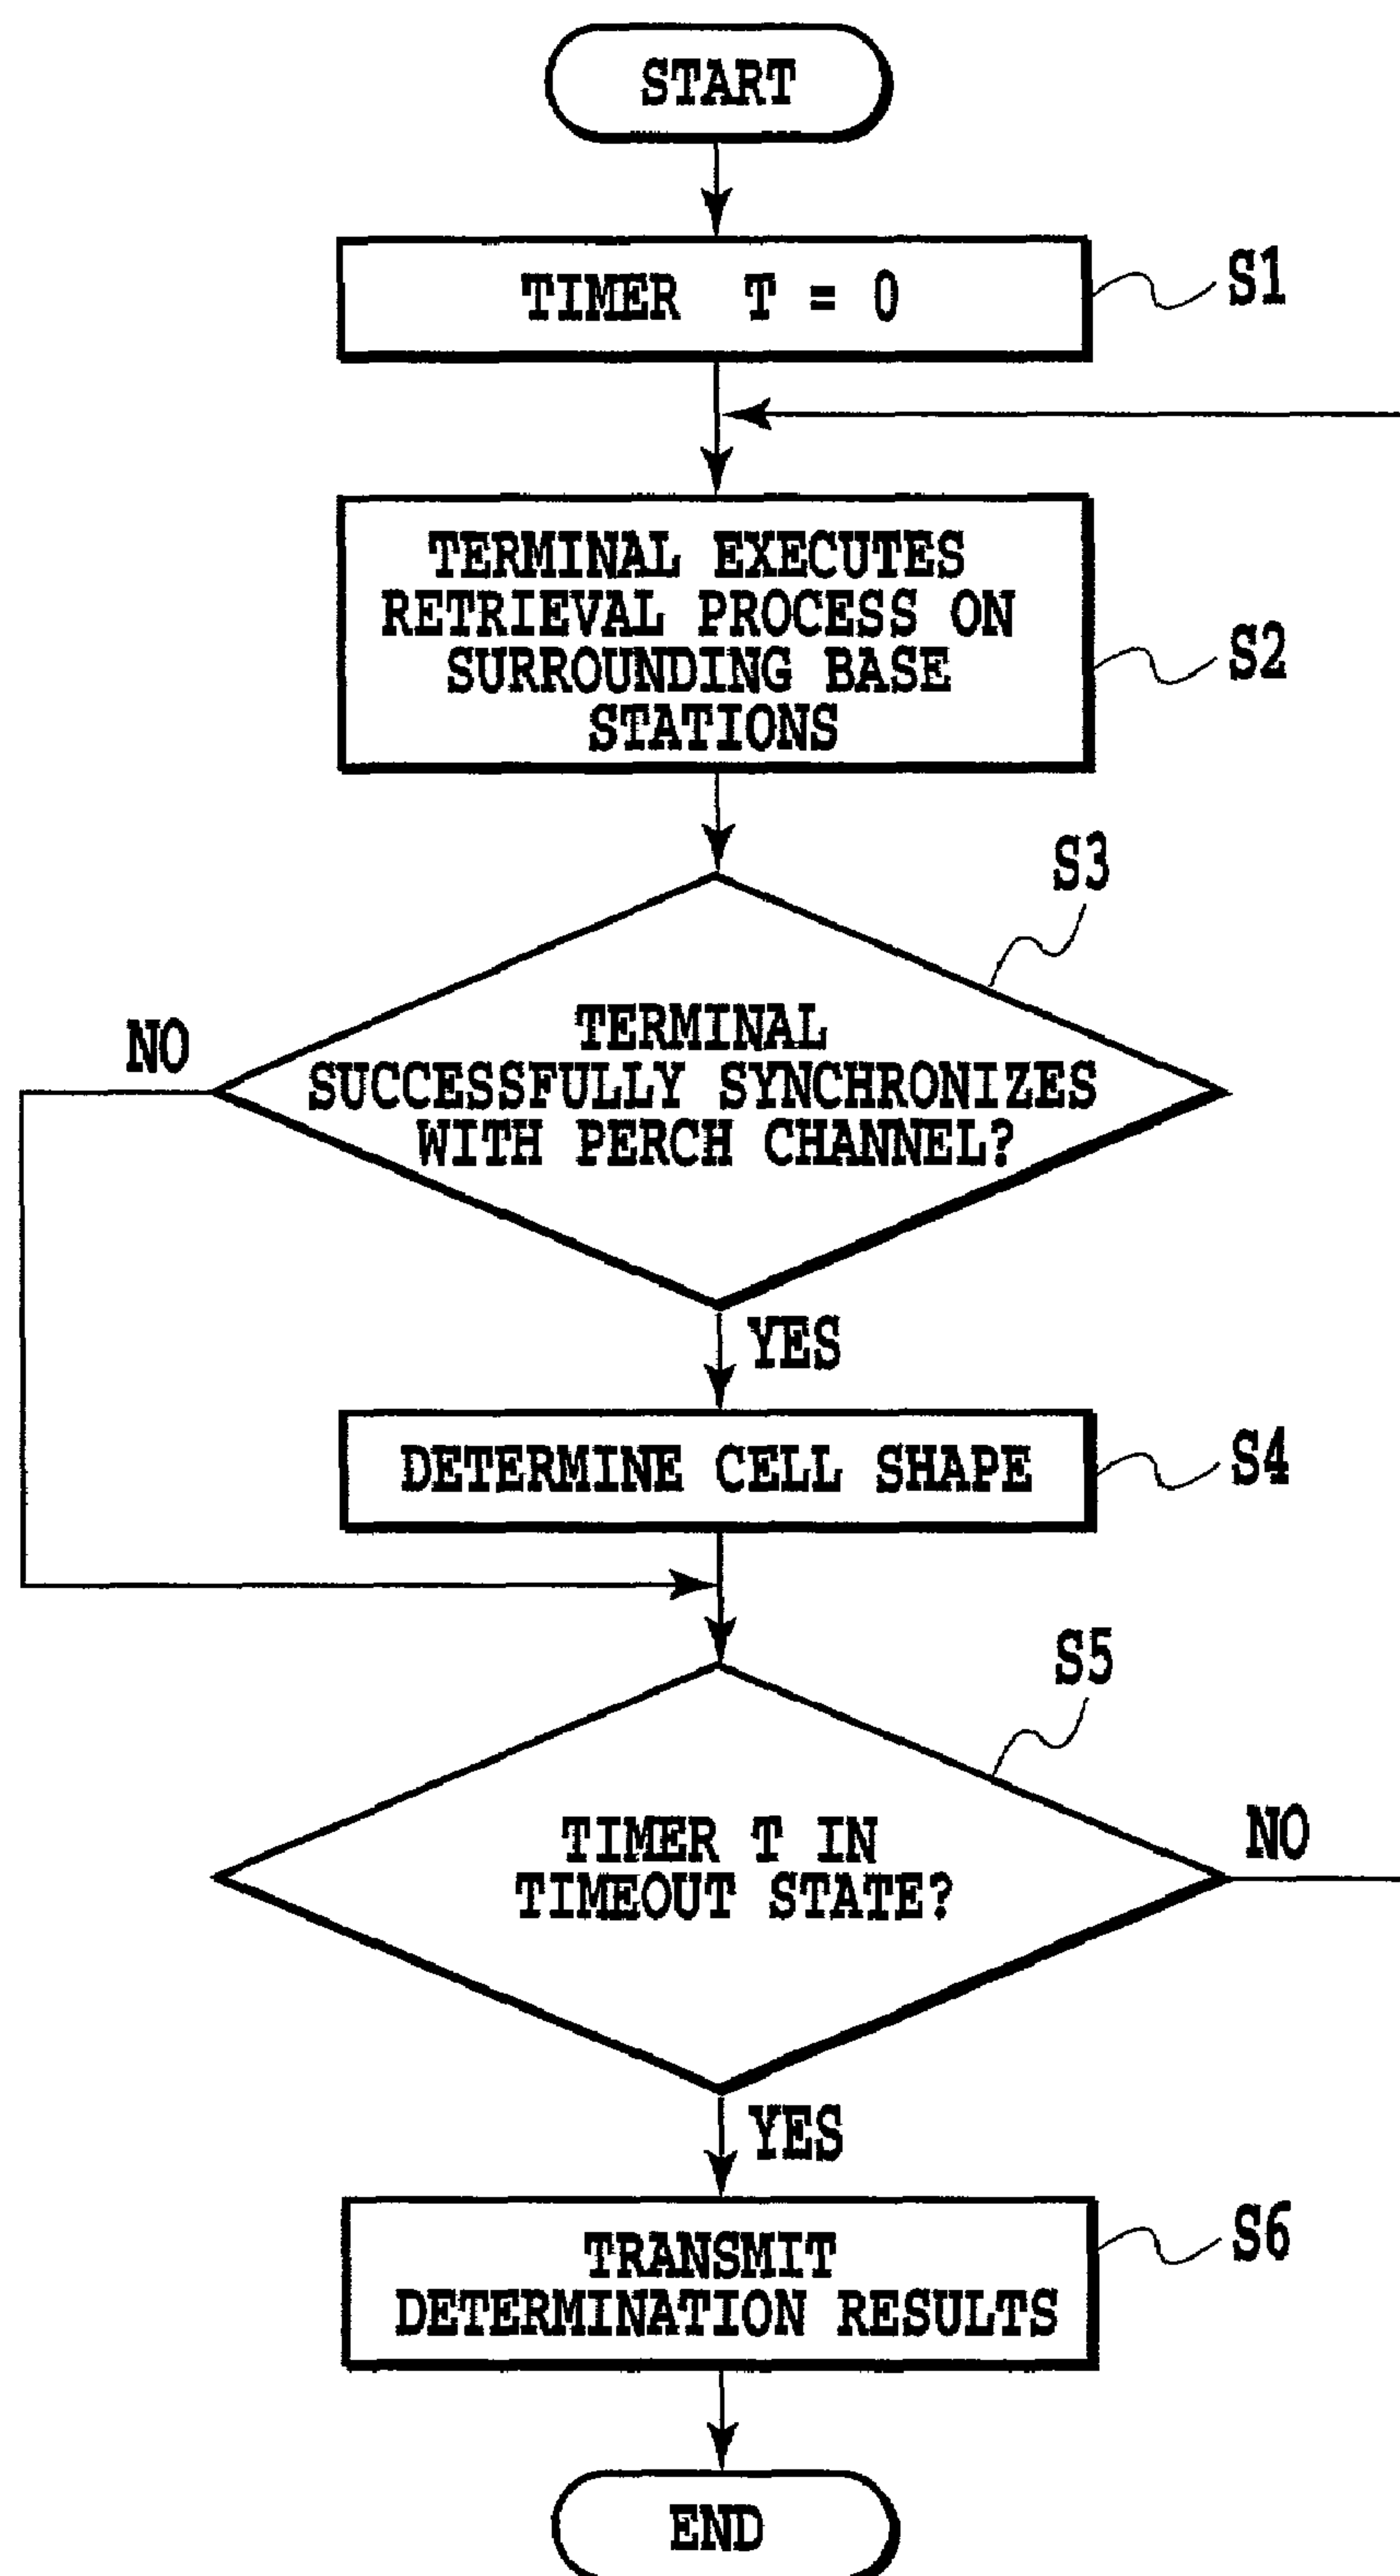 START
TIMER T = 0
S1
TERMINAL EXECUTES
RETRIEVAL PROCESS ON
SURROUNDING BASE
STATIONS
S2
S3
NO
TERMINAL
SUCCESSFULLY SYNCHRONIZES
WITH PERCH CHANNEL?
YES
DETERMINE CELL SHAPE
S4
S5
TIMER T IN
TIMEOUT STATE?
NO
YES
TRANSMIT
DETERMINATION RESULTS
S6
END